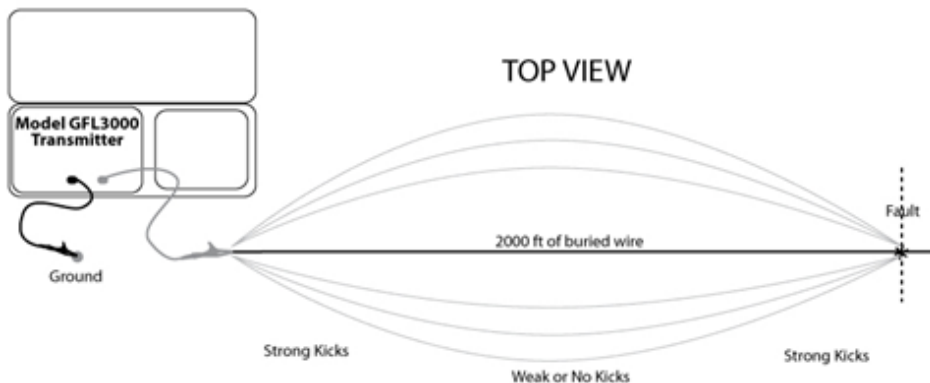 TOP VIEW
Model GFL3000
Transmitter
Fault
2000 ft of buried wire
Ground
Strong Kicks
Strong Kicks
Weak or No Kicks